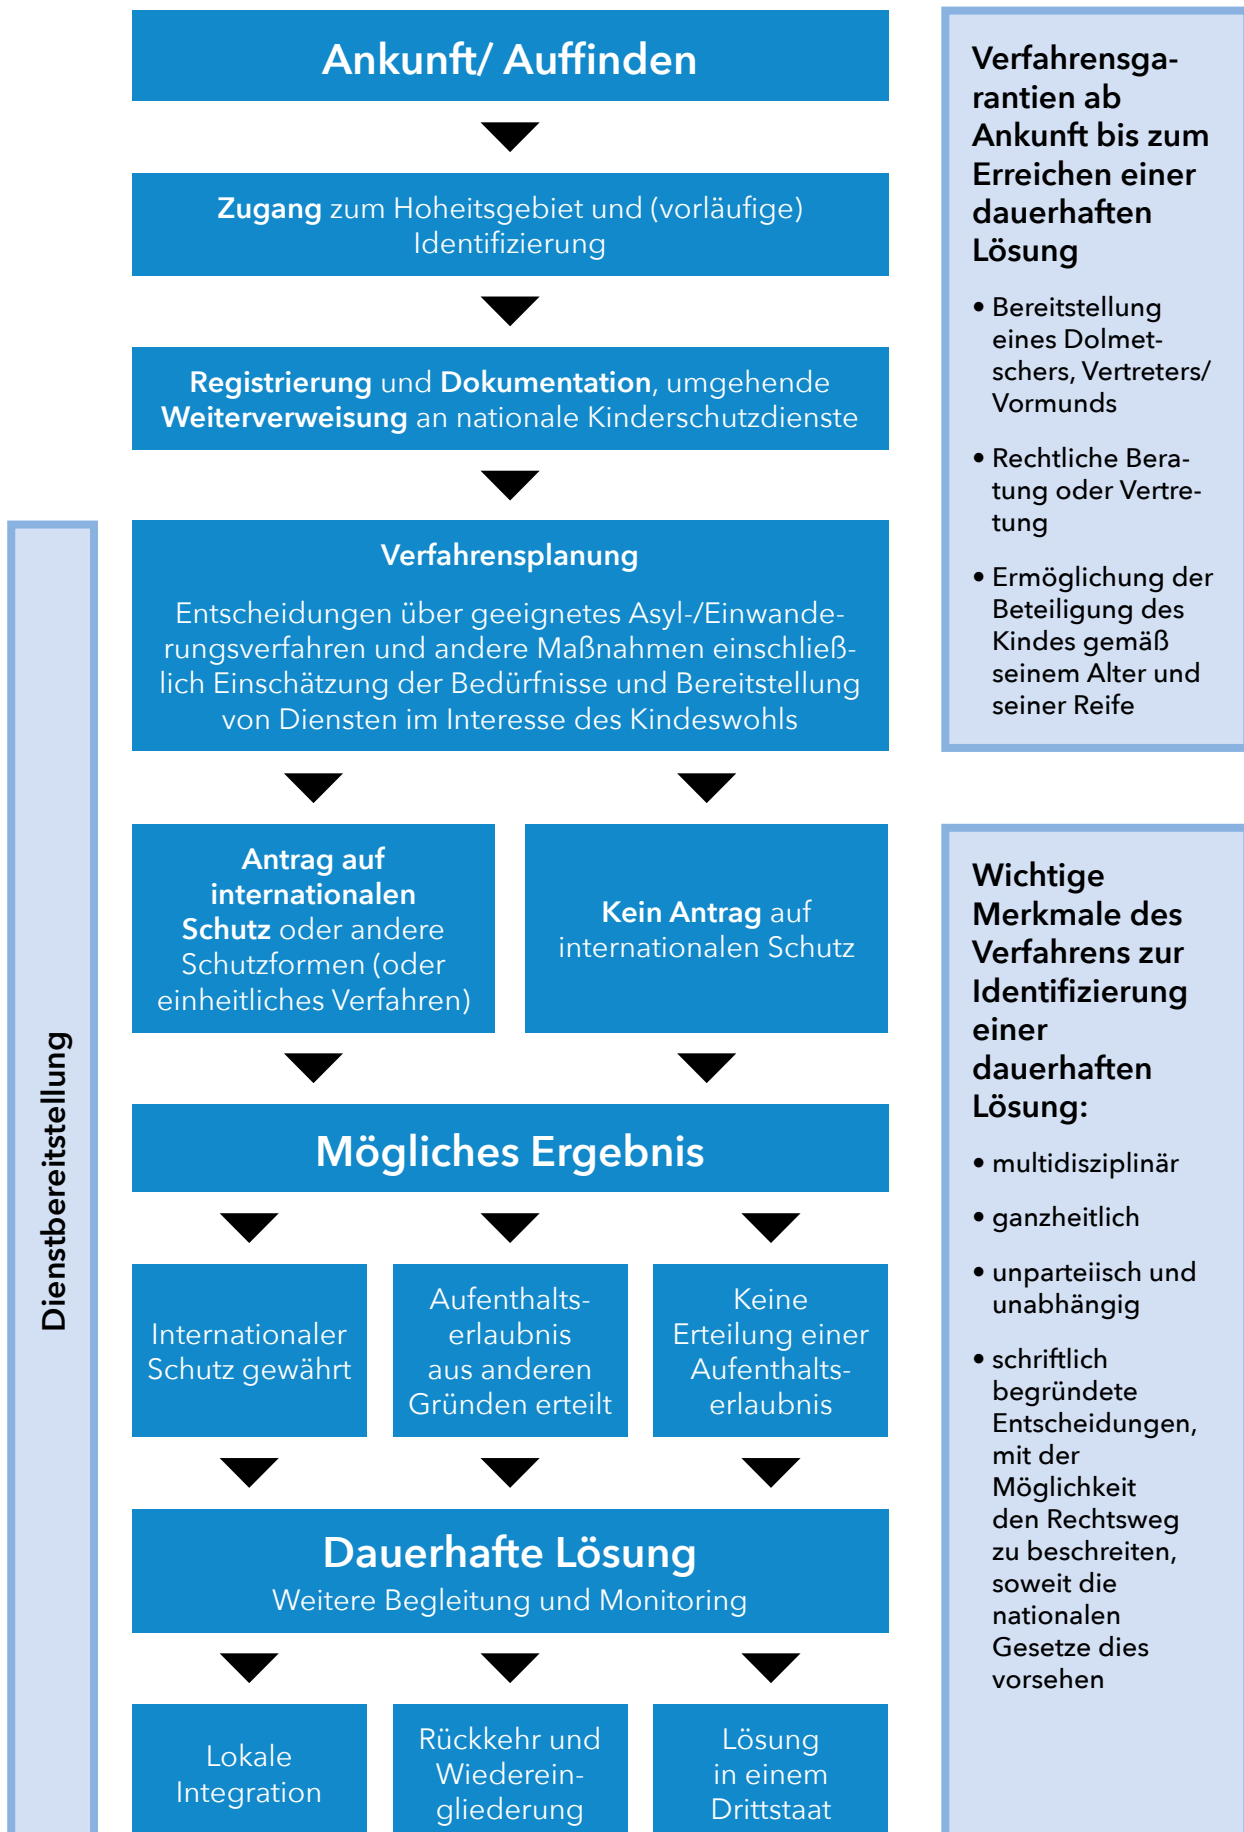 Ankunft/ Auffinden
Zugang zum Hoheitsgebiet und (vorläufige)
Identifizierung
Registrierung und Dokumentation, umgehende
Weiterverweisung an nationale Kinderschutzdienste
Verfahrensplanung
Entscheidungen über geeignetes Asyl-/Einwande-
rungsverfahren und andere Maßnahmen einschließ-
lich Einschätzung der Bedürfnisse und Bereitstellung
von Diensten im Interesse des Kindeswohls
Antrag auf
internationalen
Schutz oder andere
Schutzformen (oder
einheitliches Verfahren)
Kein Antrag auf
internationalen Schutz
Mögliches Ergebnis
Internationaler
Schutz gewährt
Aufenthalts-
erlaubnis
aus anderen
Gründen erteilt
Keine
Erteilung einer
Aufenthalts-
erlaubnis
Dauerhafte Lösung
Weitere Begleitung und Monitoring
Lokale
Integration
Rückkehr und
Wiederein-
gliederung
Lösung
in einem
Drittstaat
Dienstbereitstellung
Verfahrensga-
rantien ab
Ankunft bis zum
Erreichen einer
dauerhaften
Lösung
• Bereitstellung
eines Dolmet-
schers, Vertreters/
Vormunds
• Rechtliche Bera-
tung oder Vertre-
tung
• Ermöglichung der
Beteiligung des
Kindes gemäß
seinem Alter und
seiner Reife
Wichtige
Merkmale des
Verfahrens zur
Identifizierung
einer
dauerhaften
Lösung:
• multidisziplinär
• ganzheitlich
• unparteiisch und
unabhängig
• schriftlich
begründete
Entscheidungen,
mit der
Möglichkeit
den Rechtsweg
zu beschreiten,
soweit die
nationalen
Gesetze dies
vorsehen